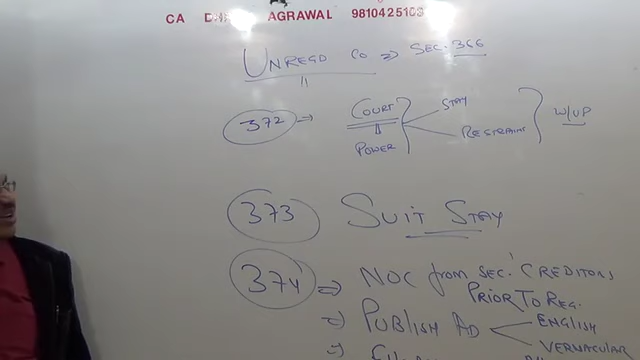 CA AGRAWAL 9810425103
UNREGD CO ⇒ SEC. 366
372 ⇒ COURT POWER STAY RESTRAINT W/UP
373 SUIT STAY
374 ⇒ NOC from SEC. CREDITORS
PRIOR TO REG.
⇒ PUBLISH AD ENGLISH
VERNACULAR